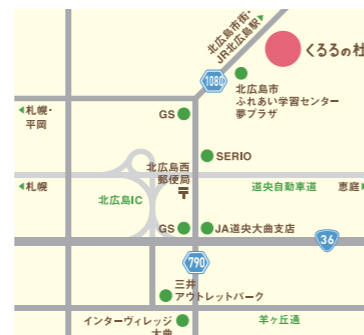 北広島市街・
JR北広島駅
くるるの杜
1080
北広島市
ふれあい学習センター
夢プラザ
札幌・
平岡
GS
SERIO
北広島西
郵便局
〒
札幌
道央自動車道
恵庭
北広島IC
GS
JA道央大曲支店
36
790
三井
アウトレットパーク
インターヴィレッジ
大曲
羊ヶ丘通